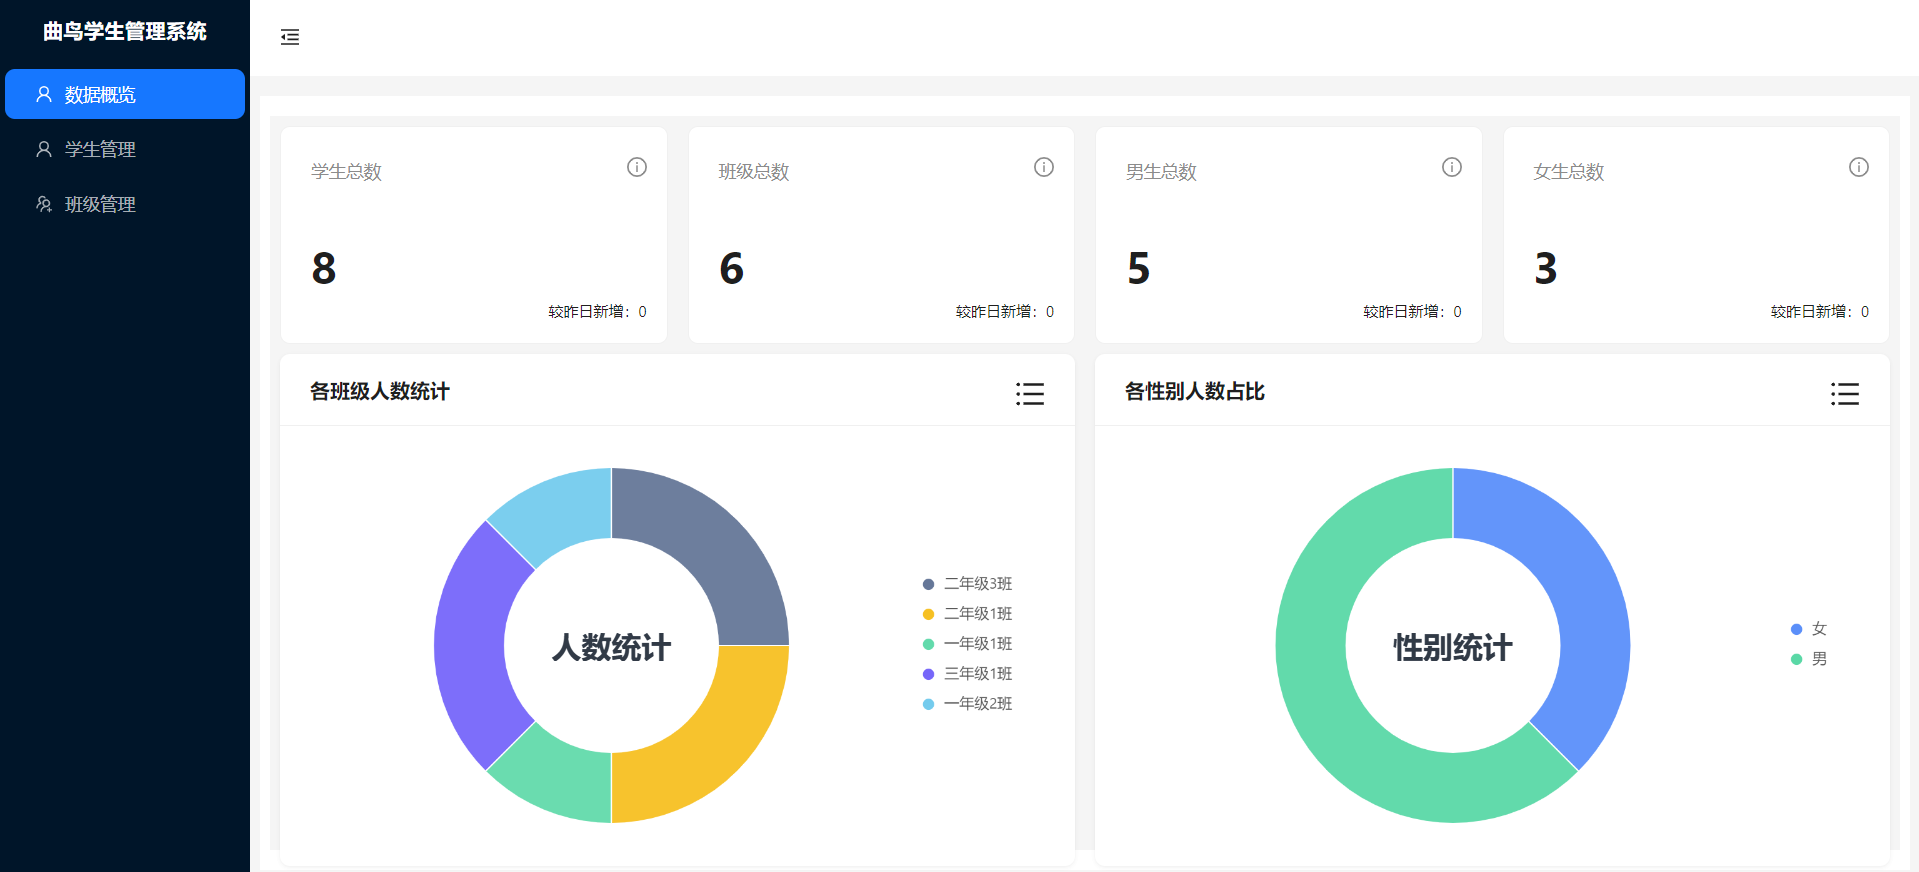 曲鸟学生管理系统
数据概览
学生管理
班级管理
学生总数
8
较昨日新增：0
班级总数
6
较昨日新增：0
男生总数
5
较昨日新增：0
女生总数
3
较昨日新增：0
各班级人数统计
人数统计
二年级3班
二年级1班
一年级1班
三年级1班
一年级2班
各性别人数占比
性别统计
女
男